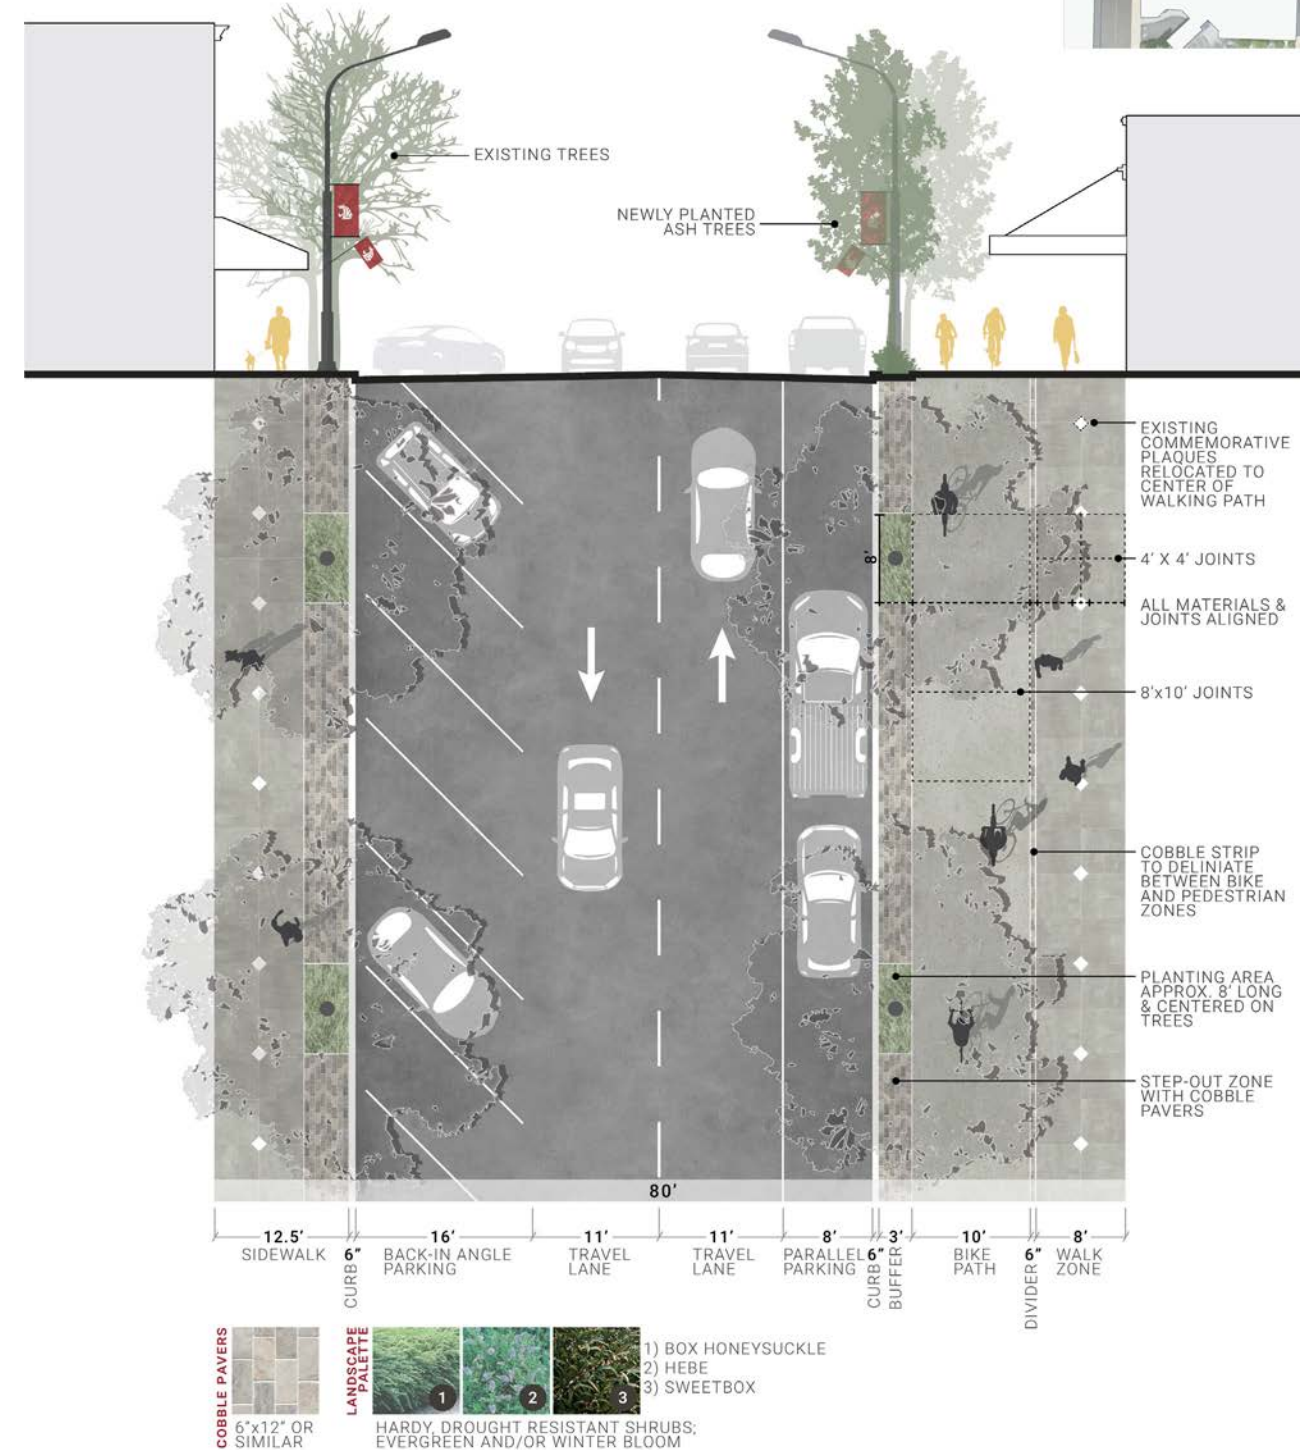 EXISTING TREES
NEWLY PLANTED
ASH TREES
EXISTING
COMMEMORATIVE
PLAQUES
RELOCATED TO
CENTER OF
WALKING PATH
8'
4' X 4' JOINTS
ALL MATERIALS &
JOINTS ALIGNED
8'x10' JOINTS
COBBLE STRIP
TO DELINIATE
BETWEEN BIKE
AND PEDESTRIAN
ZONES
PLANTING AREA
APPROX. 8' LONG
& CENTERED ON
TREES
STEP-OUT ZONE
WITH COBBLE
PAVERS
80'
12.5'
SIDEWALK
6"
CURB
16'
BACK-IN ANGLE
PARKING
11'
TRAVEL
LANE
11'
TRAVEL
LANE
8'
PARALLEL
PARKING
6"
CURB
3'
BUFFER
10'
BIKE
PATH
6"
DIVIDER
8'
WALK
ZONE
COBBLE PAVERS
6"x12" OR
SIMILAR
LANDSCAPE
PALETTE
1
2
3
1) BOX HONEYSUCKLE
2) HEBE
3) SWEETBOX
HARDY, DROUGHT RESISTANT SHRUBS;
EVERGREEN AND/OR WINTER BLOOM